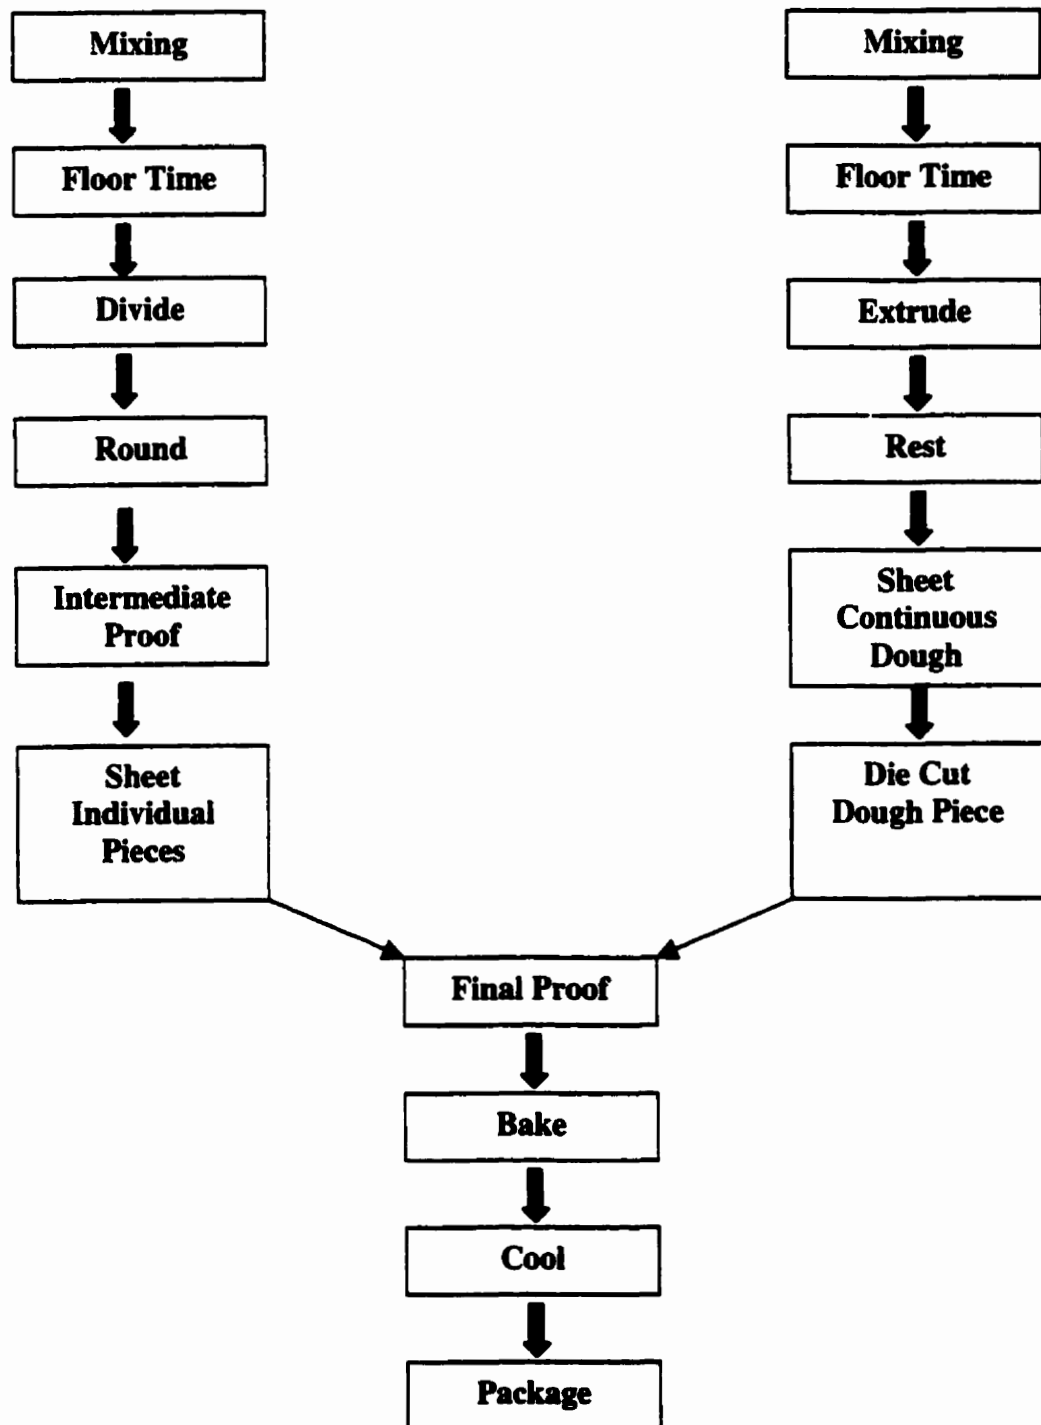 Mixing
Floor Time
Divide
Round
Intermediate
Proof
Sheet
Individual
Pieces
Mixing
Floor Time
Extrude
Rest
Sheet
Continuous
Dough
Die Cut
Dough Piece
Final Proof
Bake
Cool
Package